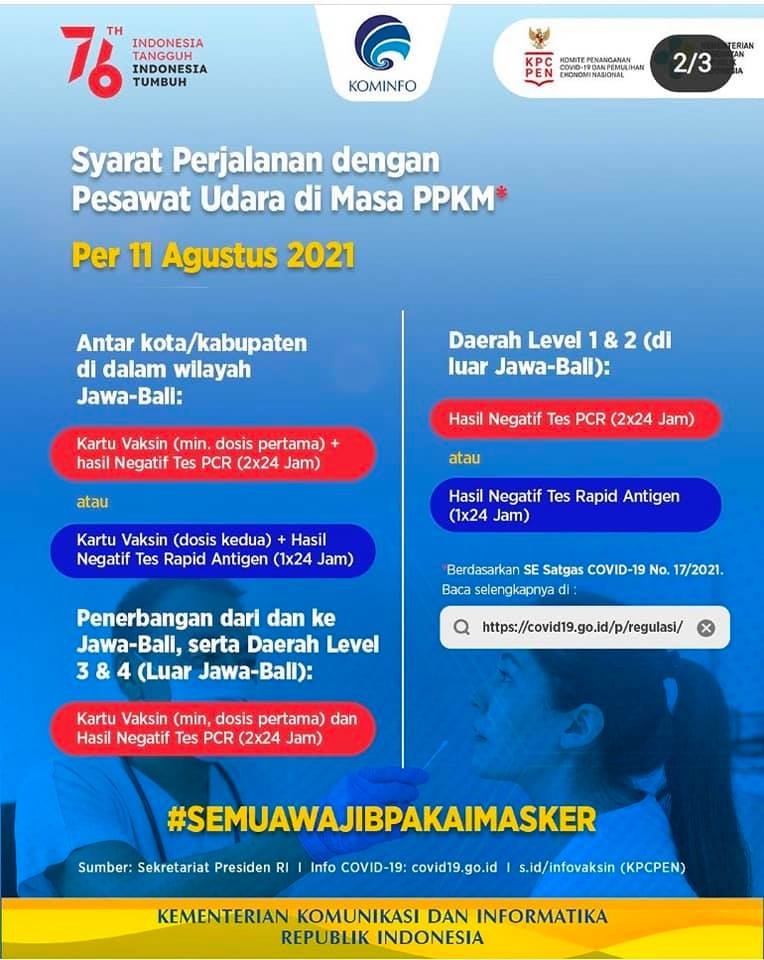 76TH
INDONESIA
TANGGUH
INDONESIA
TUMBUH
KOMINFO
KPC
PEN
KOMITE PENANGANAN
COVID-19 DAN PEMULIHAN
EKONOMI NASIONAL
2/3
Syarat Perjalanan dengan
Pesawat Udara di Masa PPKM*
Per 11 Agustus 2021
Antar kota/kabupaten
di dalam wilayah
Jawa-Bali:
Kartu Vaksin (min. dosis pertama) +
hasil Negatif Tes PCR (2x24 Jam)
atau
Kartu Vaksin (dosis kedua) + Hasil
Negatif Tes Rapid Antigen (1x24 Jam)
Penerbangan dari dan ke
Jawa-Bali, serta Daerah Level
3 & 4 (Luar Jawa-Bali):
Kartu Vaksin (min, dosis pertama) dan
Hasil Negatif Tes PCR (2x24 Jam)
Daerah Level 1 & 2 (di
luar Jawa-Bali):
Hasil Negatif Tes PCR (2x24 Jam)
atau
Hasil Negatif Tes Rapid Antigen
(1x24 Jam)
*Berdasarkan SE Satgas COVID-19 No. 17/2021.
Baca selengkapnya di :
https://covid19.go.id/p/regulasi/
#SEMUAWAJIBPAKAIMASKER
Sumber: Sekretariat Presiden RI I Info COVID-19: covid19.go.id I s.id/infovaksin (KPCPEN)
KEMENTERIAN KOMUNIKASI DAN INFORMATIKA
REPUBLIK INDONESIA